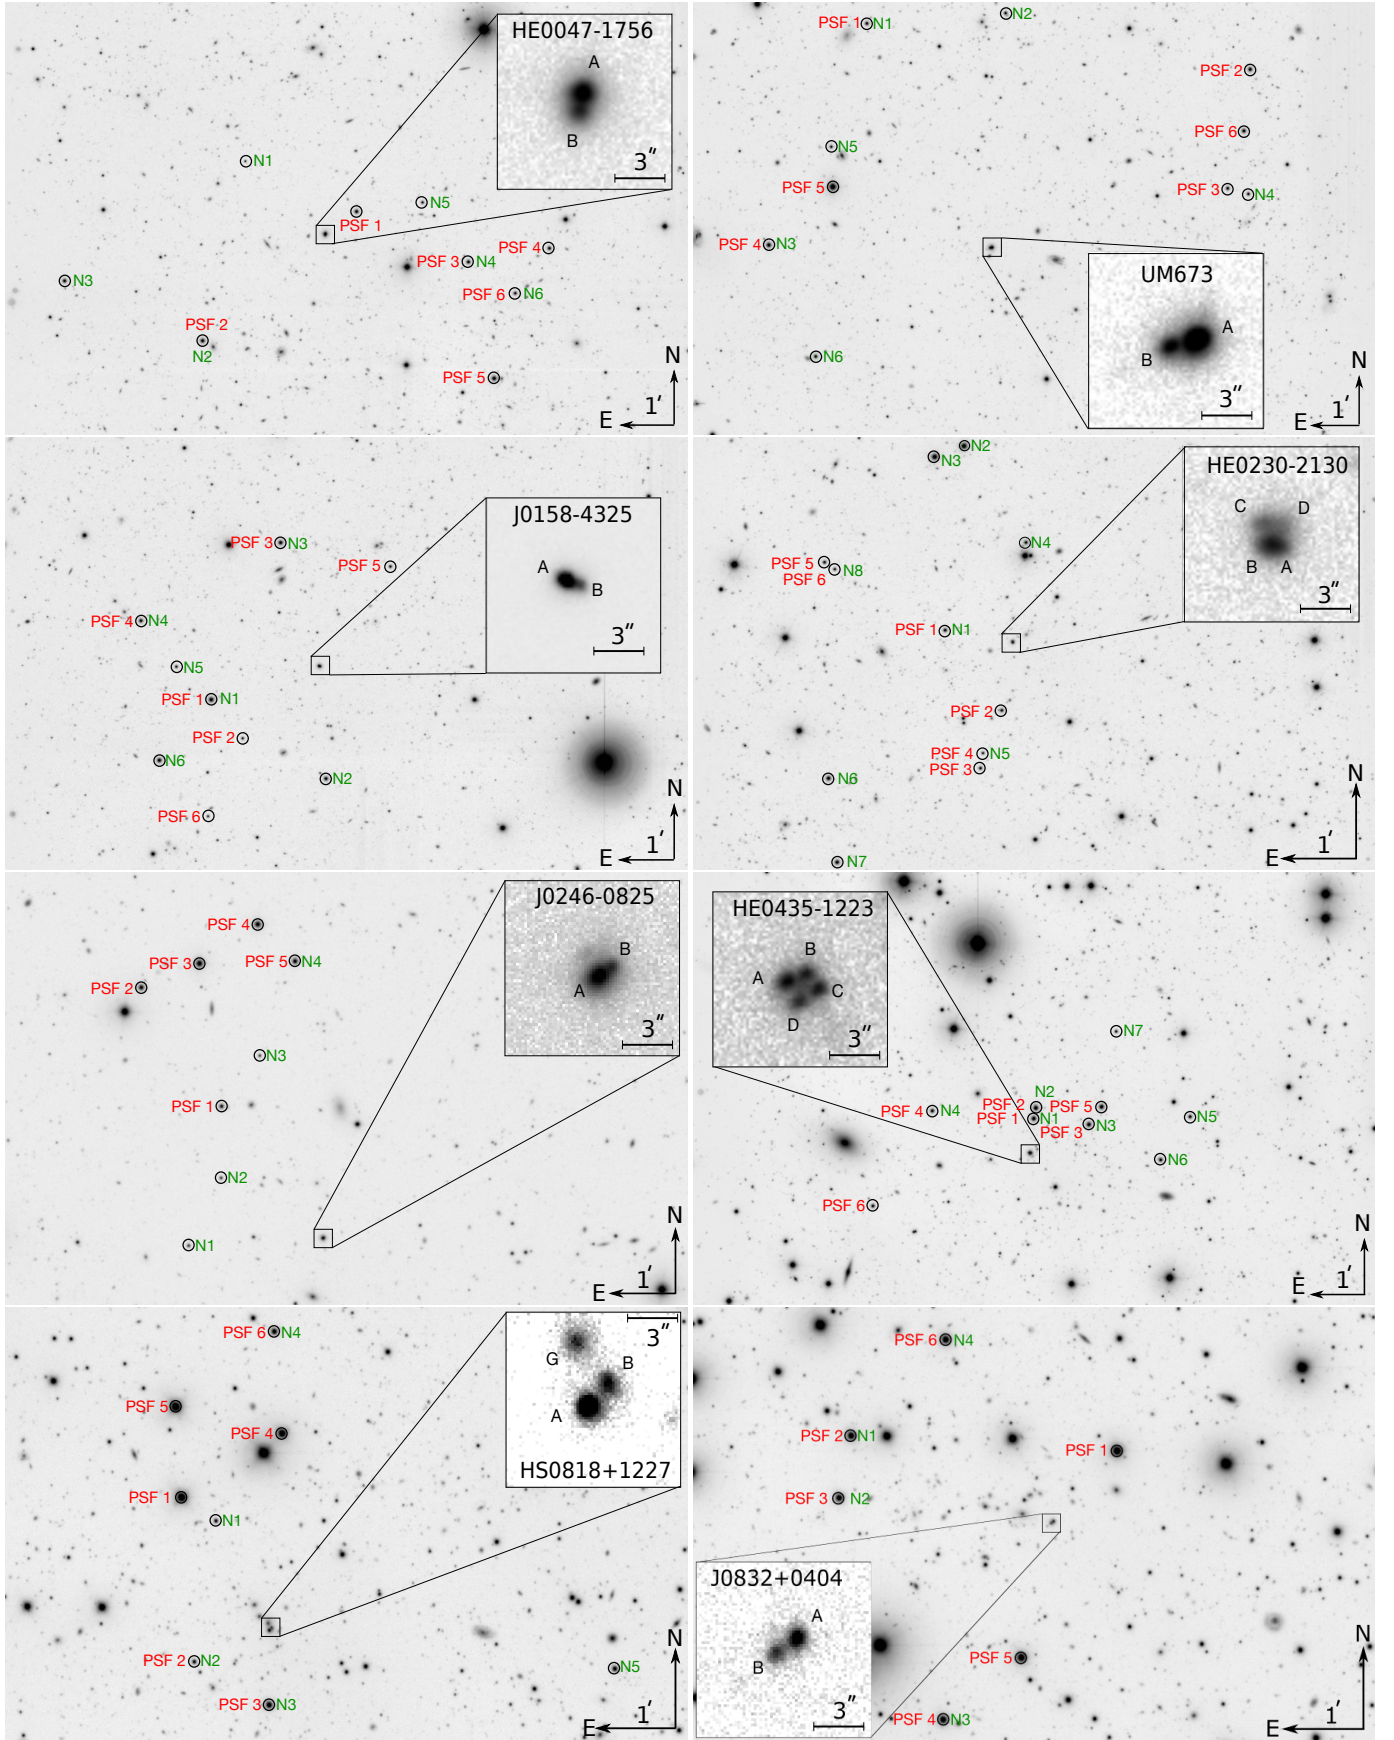 HE0047-1756
A
B
3"
N1
N5
PSF 1
PSF 4
PSF 3 N4
N3
PSF 6 N6
PSF 2
N2
PSF 5
N
E 1'
N2
PSF 1 N1
PSF 2
PSF 6
N5
PSF 5
PSF 3 N4
PSF 4 N3
UM673
A
B
3"
N6
N
E 1'
J0158-4325
A
B
3"
PSF 3 N3
PSF 5
PSF 4 N4
N5
PSF 1 N1
PSF 2
N6
N2
PSF 6
N
E 1'
N2
N3
HE0230-2130
C D
B A
3"
N4
PSF 5
PSF 6 N8
PSF 1 N1
PSF 2
PSF 4 N5
PSF 3
N6
N7
N
E 1'
J0246-0825
B
A
3"
PSF 4
PSF 3
PSF 5 N4
PSF 2
N3
PSF 1
N2
N1
N
E 1'
HE0435-1223
B
A
C
D
3"
N7
N2
PSF 4 N4
PSF 2
PSF 5
PSF 1 N1
PSF 3 N3
N5
N6
PSF 6
N
E 1'
PSF 6 N4
3"
G
B
A
HS0818+1227
PSF 5
PSF 4
PSF 1
N1
PSF 2 N2
N5
PSF 3 N3
N
E 1'
PSF 6 N4
PSF 2 N1
PSF 1
PSF 3 N2
J0832+0404
A
B
3"
PSF 5
PSF 4 N3
N
E 1'